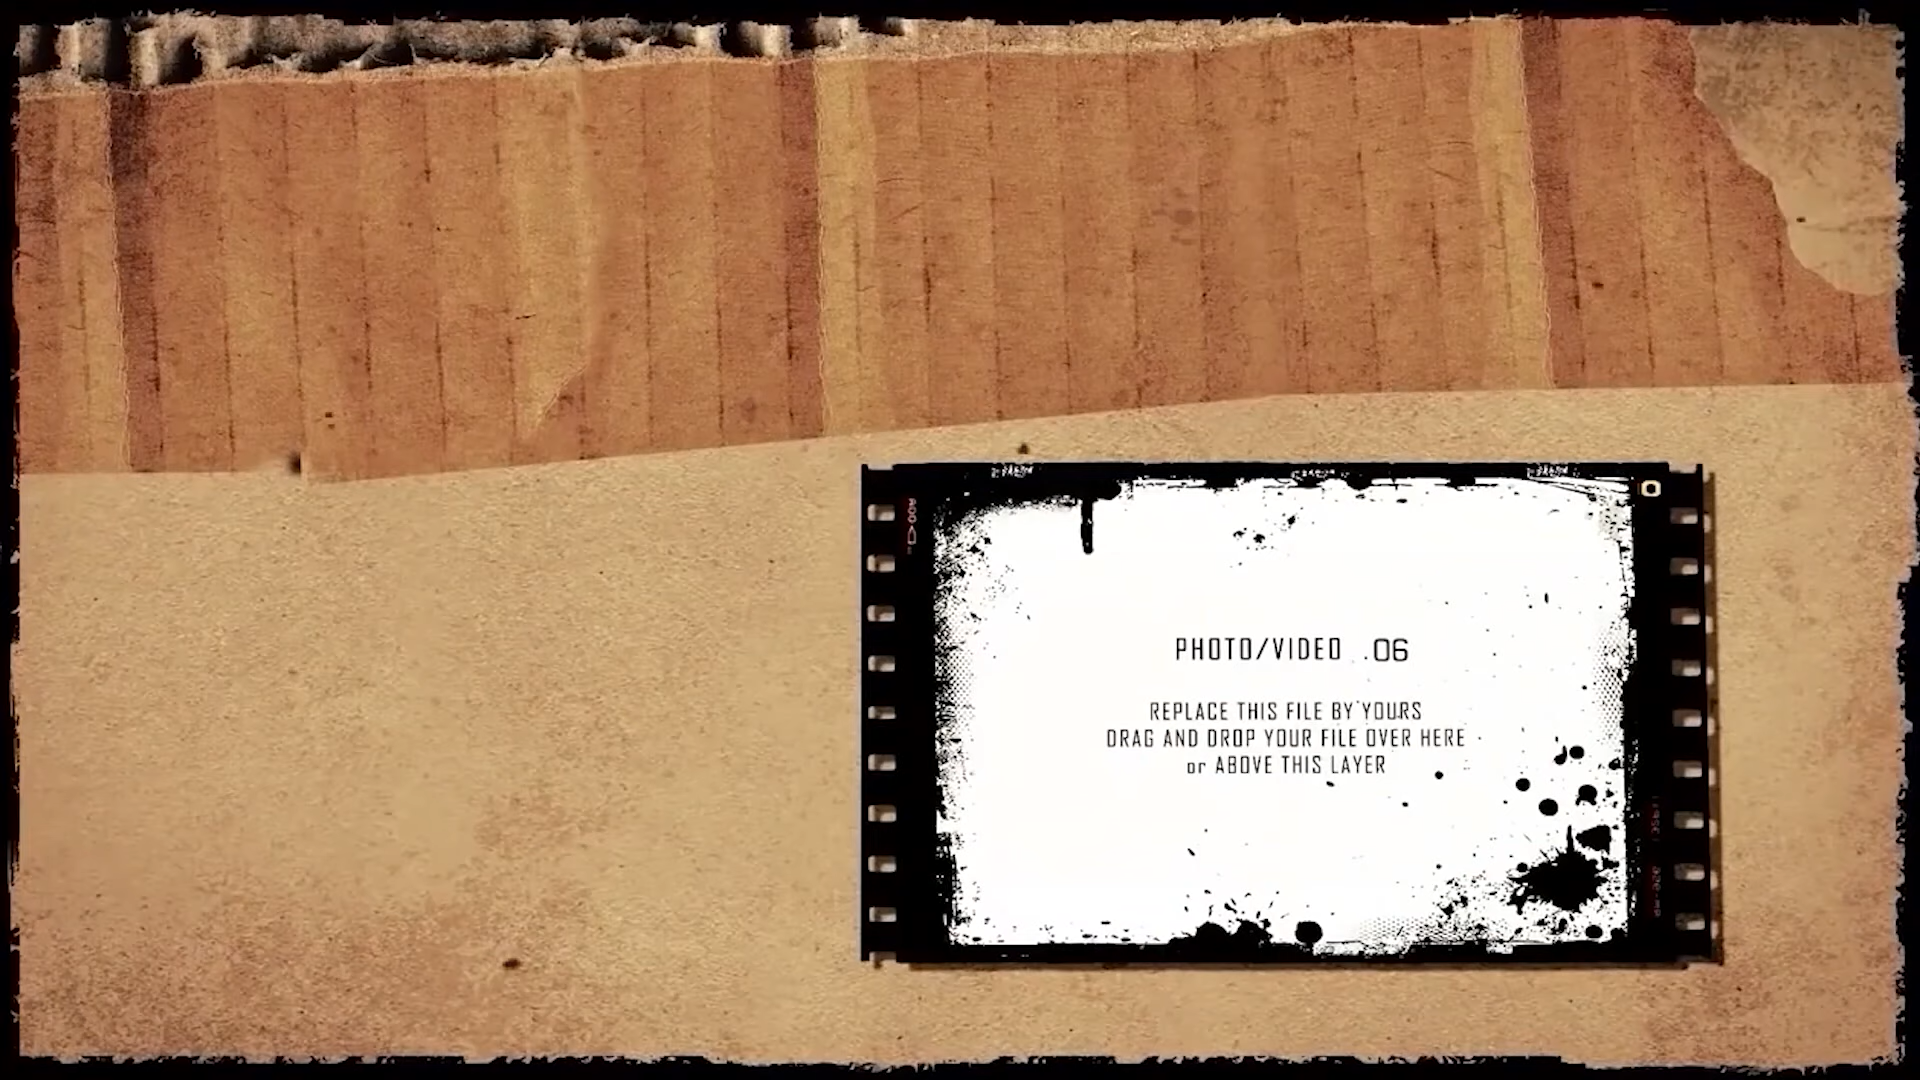 PHOTO/VIDEO .06
REPLACE THIS FILE BY YOURS
DRAG AND DROP YOUR FILE OVER HERE
or ABOVE THIS LAYER